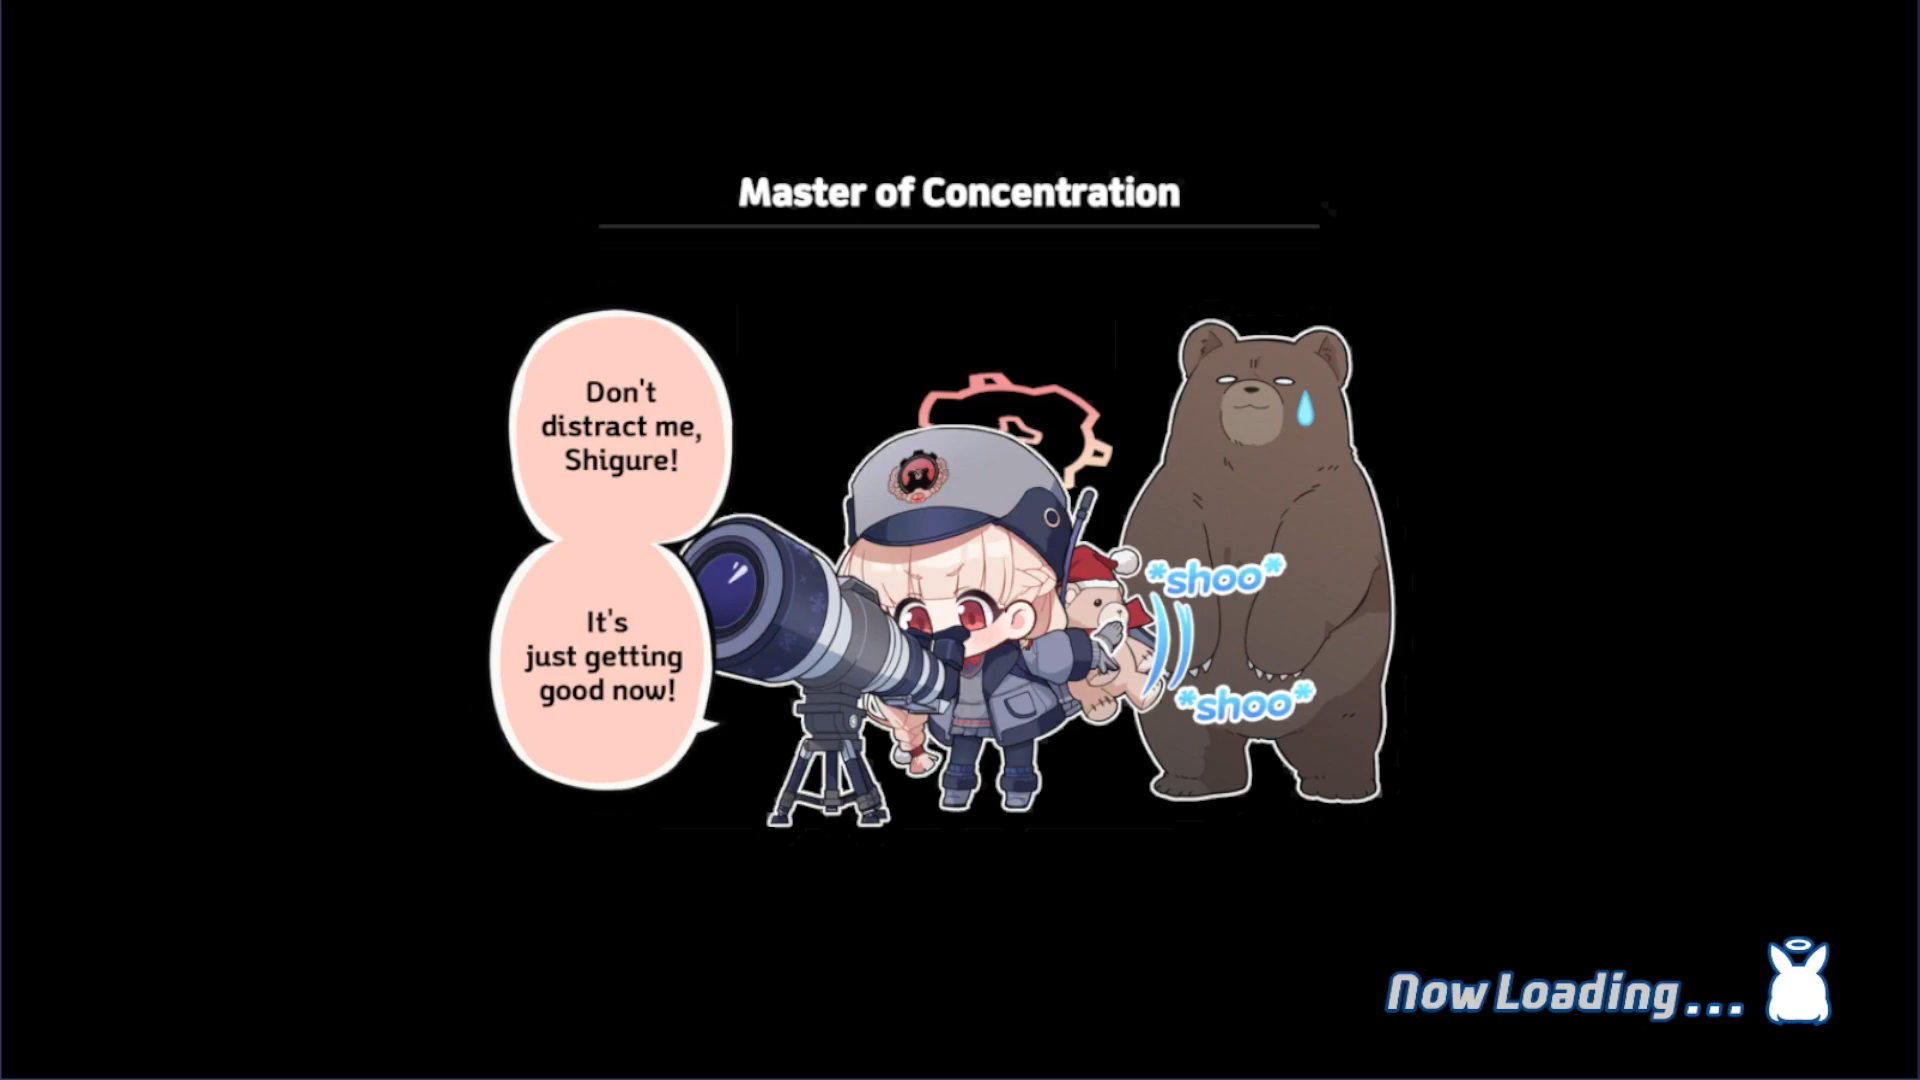 Master of Concentration
Don't
distract me,
Shigure!
It's
just getting
good now!
*shoo*
*shoo*
Now Loading...